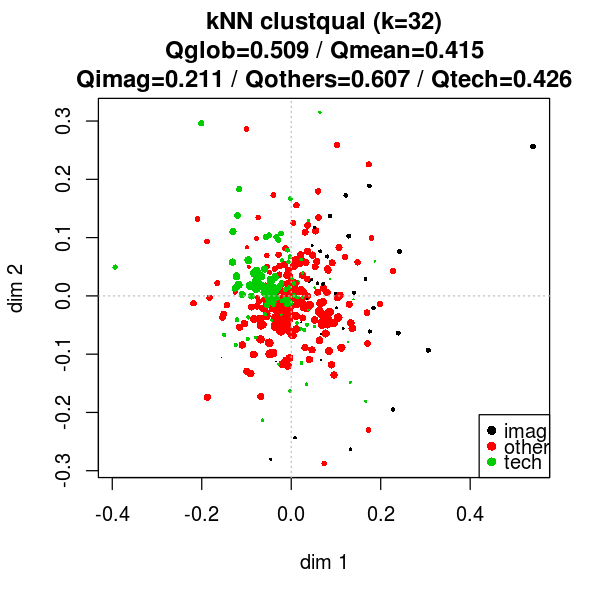 kNN clustqual (k=32)
Qglob=0.509 / Qmean=0.415
Qimag=0.211 / Qothers=0.607 / Qtech=0.426
0.3
0.2
0.1
0.0
-0.1
-0.2
-0.3
dim 2
imag
other
tech
-0.4
-0.2
0.0
0.2
0.4
dim 1